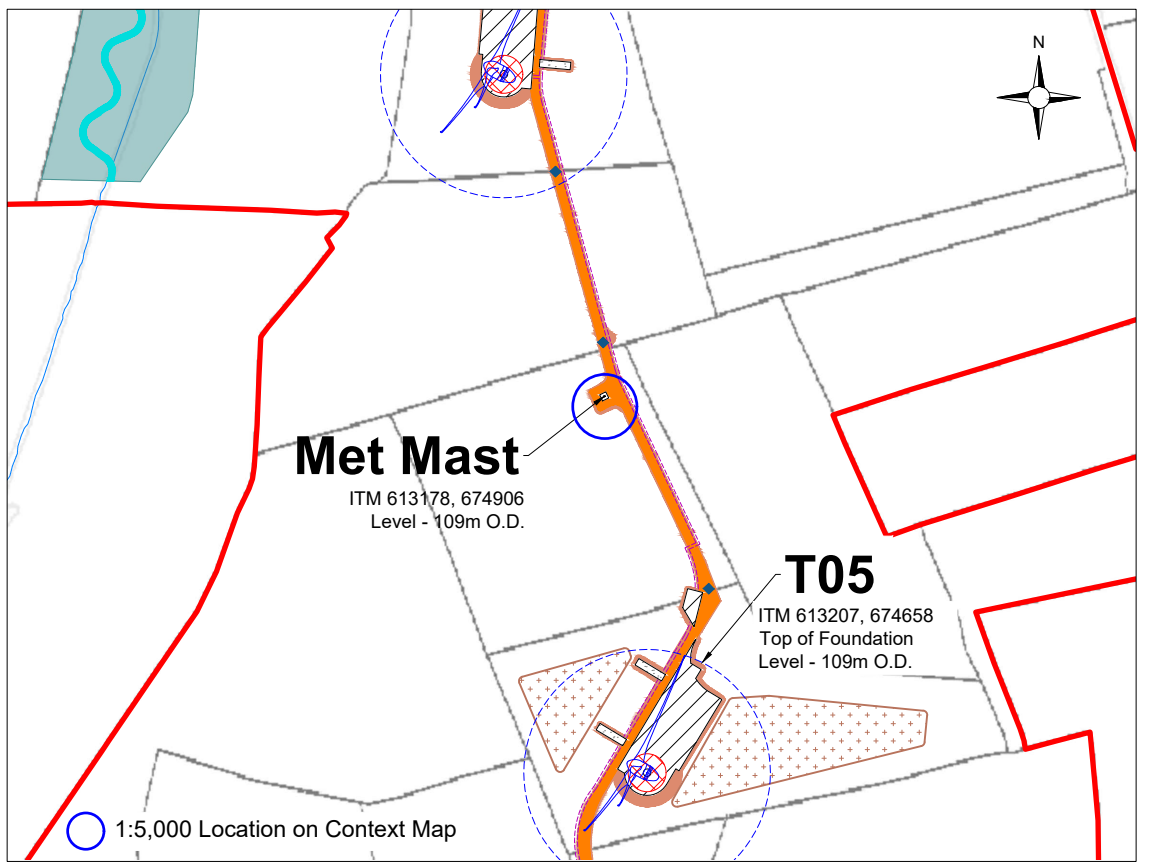 N
Met Mast
ITM 613178, 674906
Level - 109m O.D.
T05
ITM 613207, 674658
Top of Foundation
Level - 109m O.D.
1:5,000 Location on Context Map